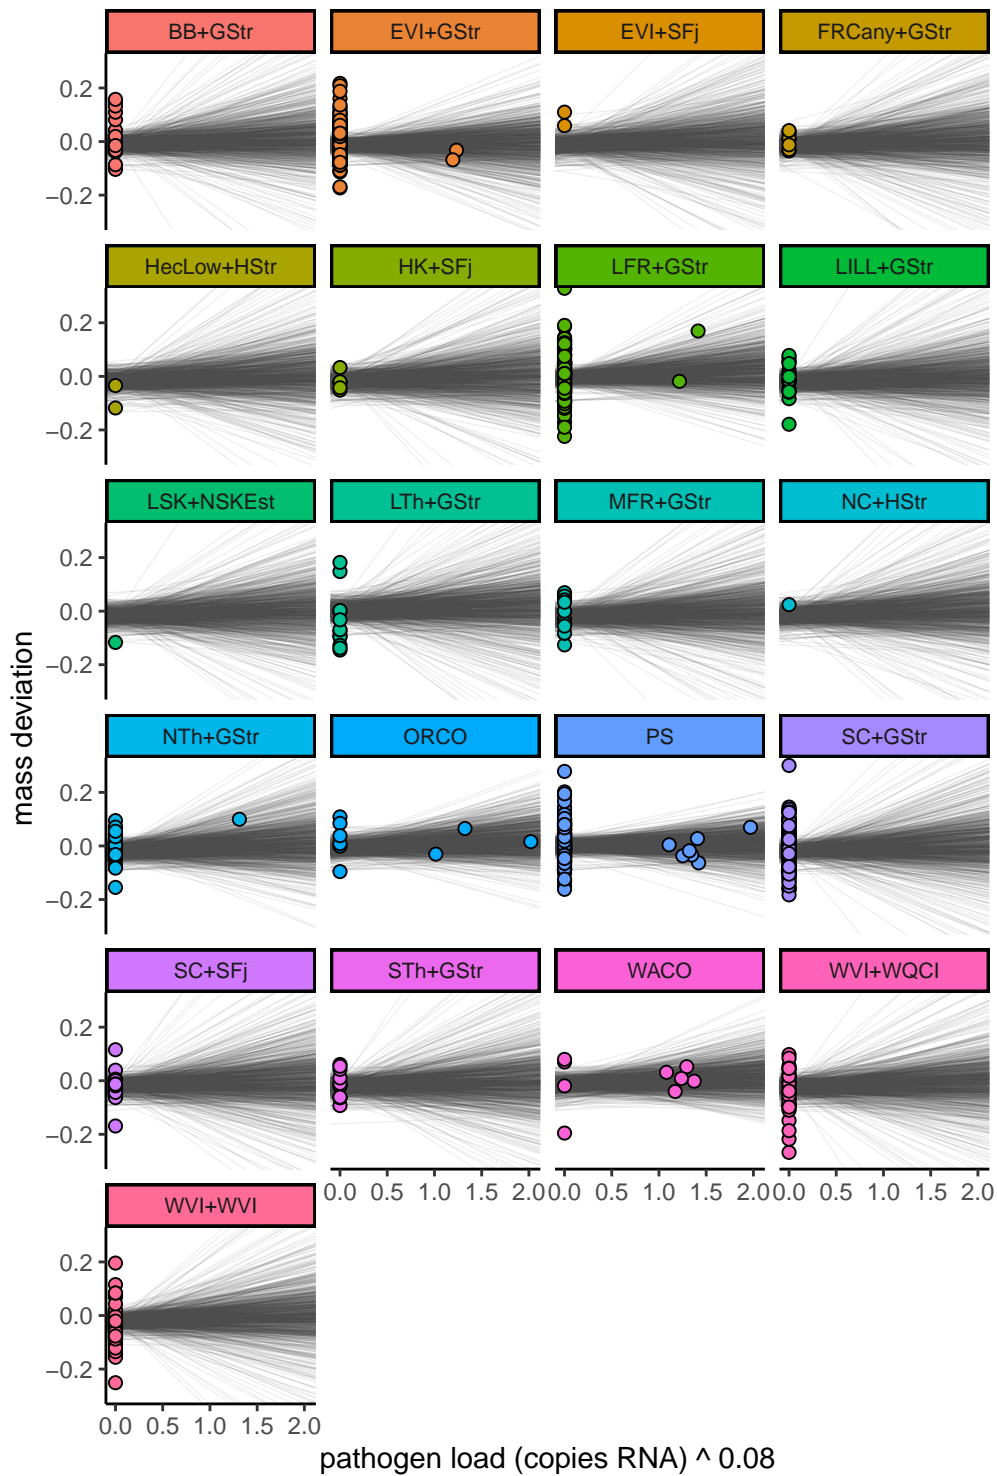 BB+GStr EVI+GStr EVI+SFj FRCany+GStr
0.2
0.0
−0.2
HecLow+HStr HK+SFj LFR+GStr LILL+GStr
0.2
0.0
−0.2
LSK+NSKEst LTh+GStr MFR+GStr NC+HStr
0.2
0.0
−0.2
mass deviation
NTh+GStr ORCO PS SC+GStr
0.2
0.0
−0.2
SC+SFj STh+GStr WACO WVI+WQCI
0.2
0.0
−0.2
0.0 0.5 1.0 1.5 2.0 0.0 0.5 1.0 1.5 2.0 0.0 0.5 1.0 1.5 2.0
WVI+WVI
0.2
0.0
−0.2
0.0 0.5 1.0 1.5 2.0
pathogen load (copies RNA) ^ 0.08